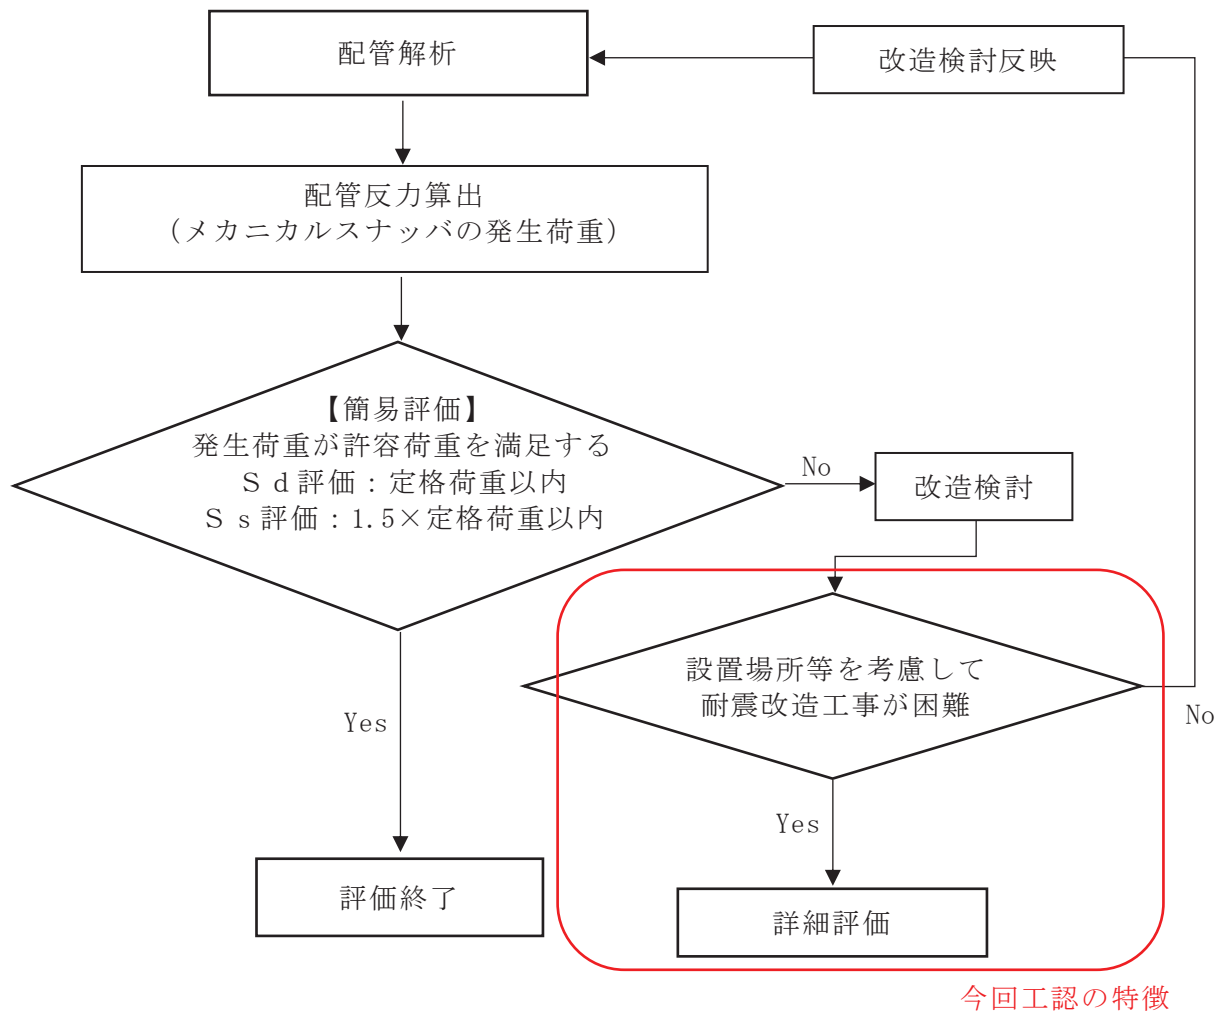 配管解析
改造検討反映
配管反力算出
（メカニカルスナッバの発生荷重）
【簡易評価】
発生荷重が許容荷重を満足する
Ｓｄ評価：定格荷重以内
Ｓｓ評価：1.5×定格荷重以内
No
改造検討
設置場所等を考慮して
耐震改造工事が困難
No
Yes
Yes
評価終了
詳細評価
今回工認の特徴